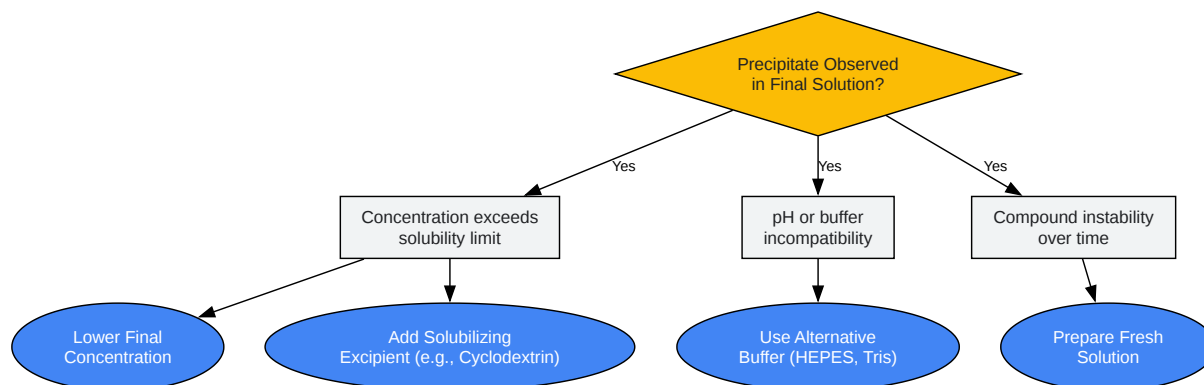 Precipitate Observed
in Final Solution?
Yes
Yes
Yes
Concentration exceeds
solubility limit
pH or buffer
incompatibility
Compound instability
over time
Lower Final
Concentration
Add Solubilizing
Excipient (e.g., Cyclodextrin)
Use Alternative
Buffer (HEPES, Tris)
Prepare Fresh
Solution